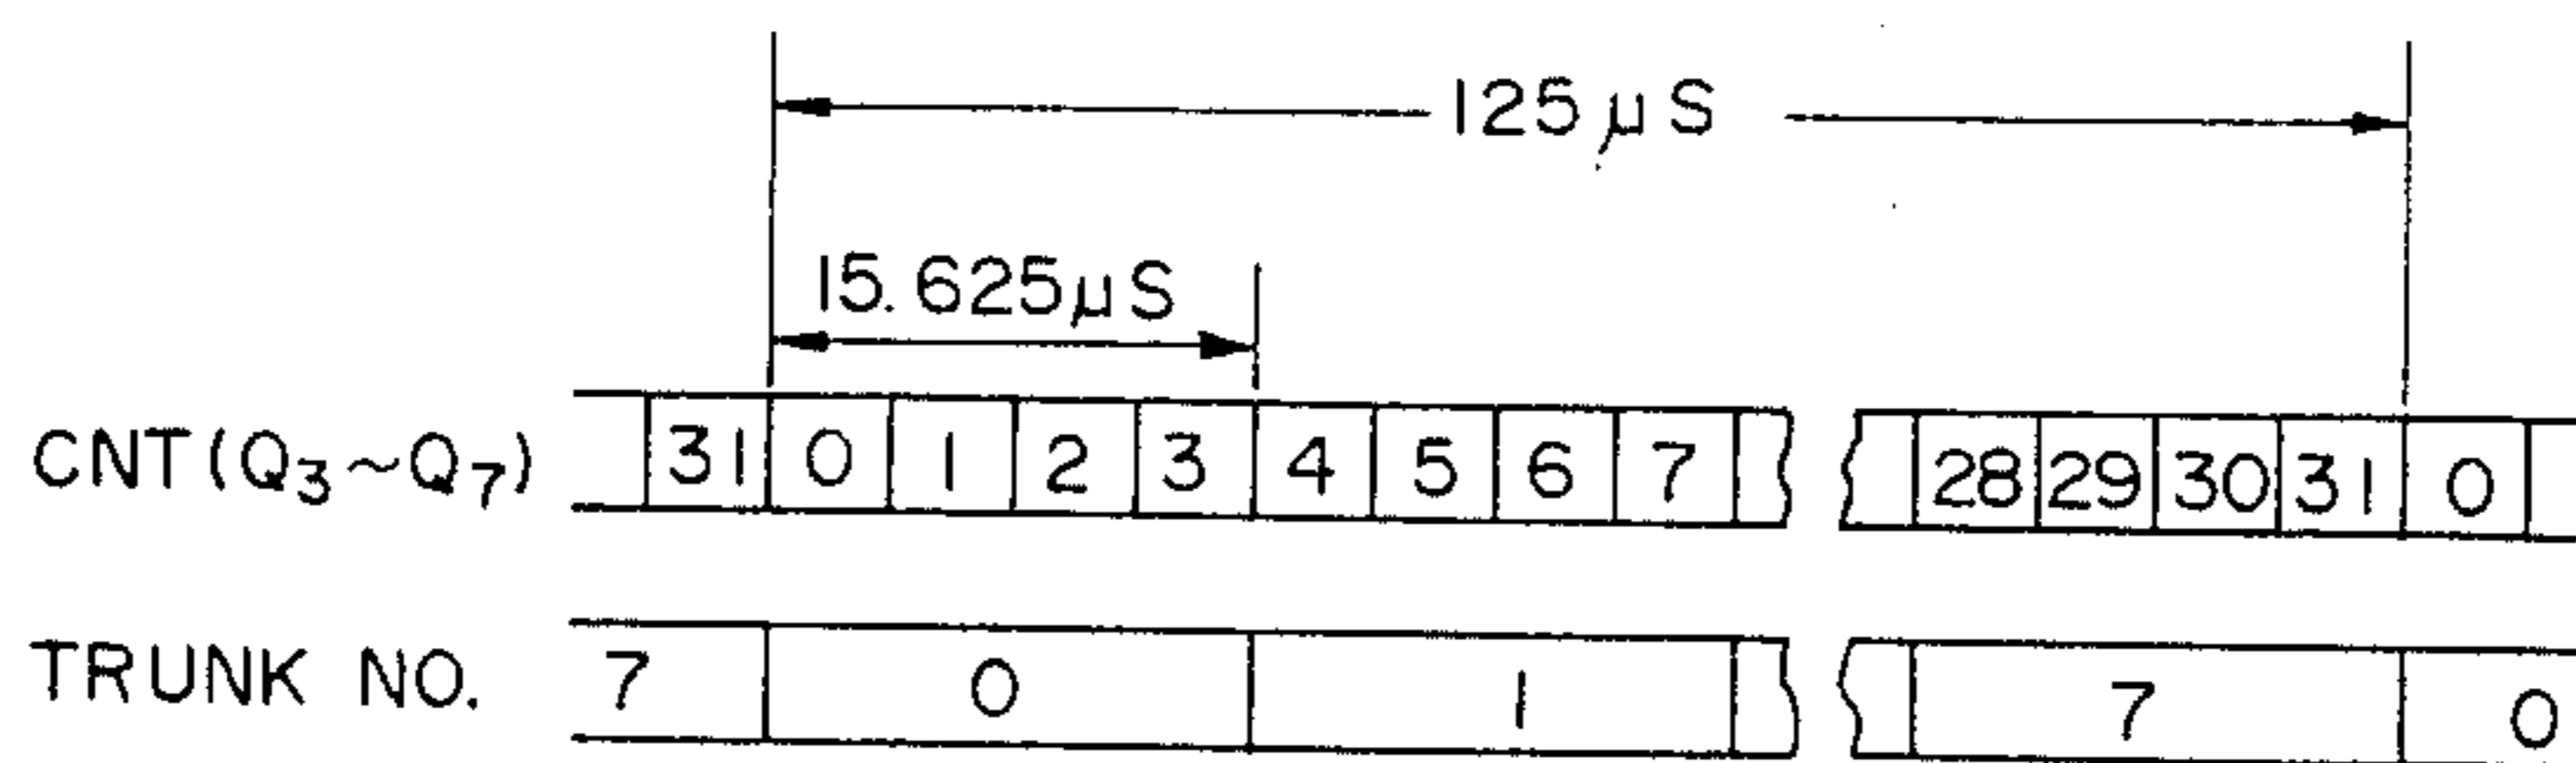 125 μS
15.625μS
CNT(Q3~Q7) 31 0 1 2 3 4 5 6 7 28 29 30 31 0
TRUNK NO. 7 0 1 7 0